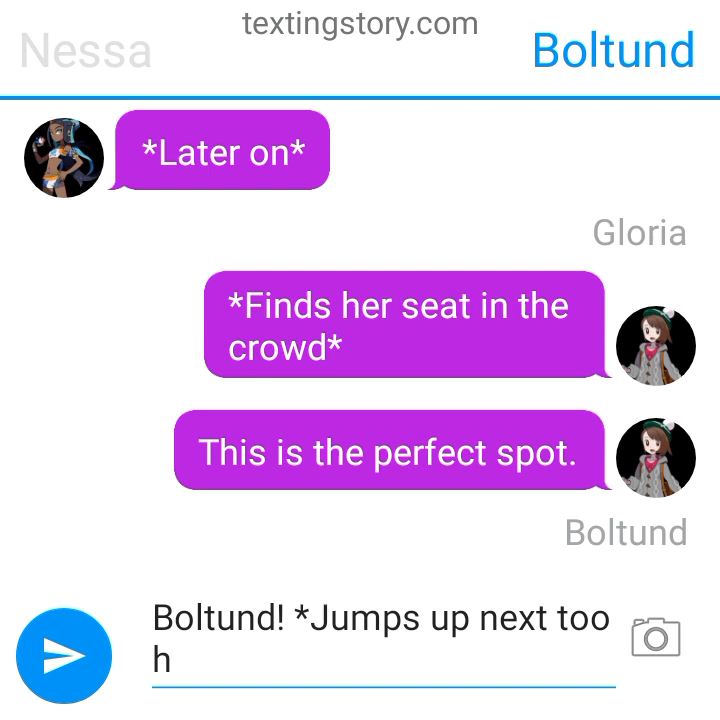 textingstory.com
Nessa
Boltund
*Later on*
Gloria
*Finds her seat in the
crowd*
This is the perfect spot.
Boltund
Boltund! *Jumps up next too
h